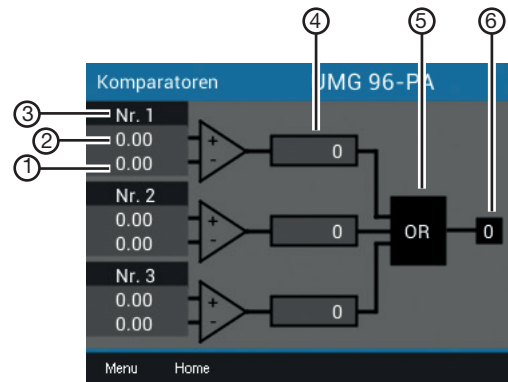 4 5 6
Komparatoren UMG 96-PA
3 Nr. 1
2 0.00 +
0
1 0.00 -
Nr. 2
0.00 +
0 OR 0
0.00 -
Nr. 3
0.00 +
0
0.00 -
Menu Home